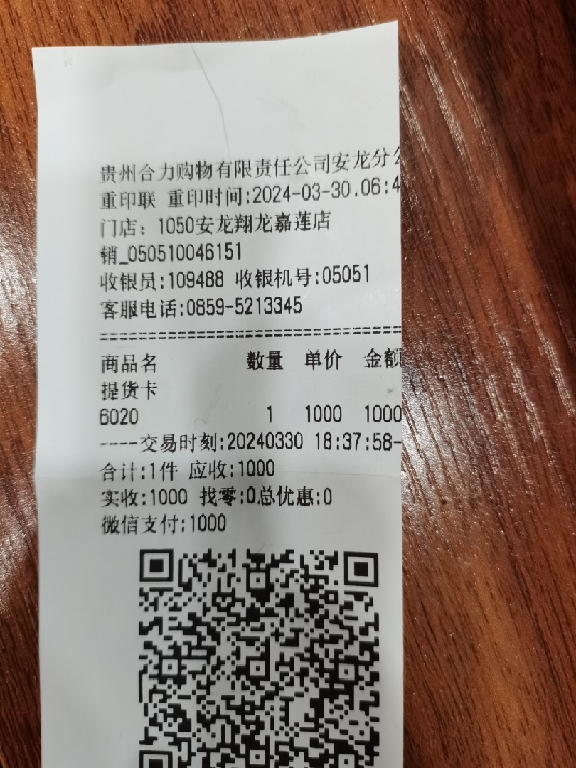 贵州合力购物有限责任公司安龙分
重印联 重印时间:2024-03-30.06:4
门店: 1050安龙翔龙嘉莲店
销_050510046151
收银员:109488 收银机号:05051
客服电话:0859-5213345
================================
商品名 数量 单价 金额
提货卡
6020 1 1000 1000
----交易时刻:20240330 18:37:58-
合计:1件 应收:1000
实收:1000 找零:0总优惠:0
微信支付:1000